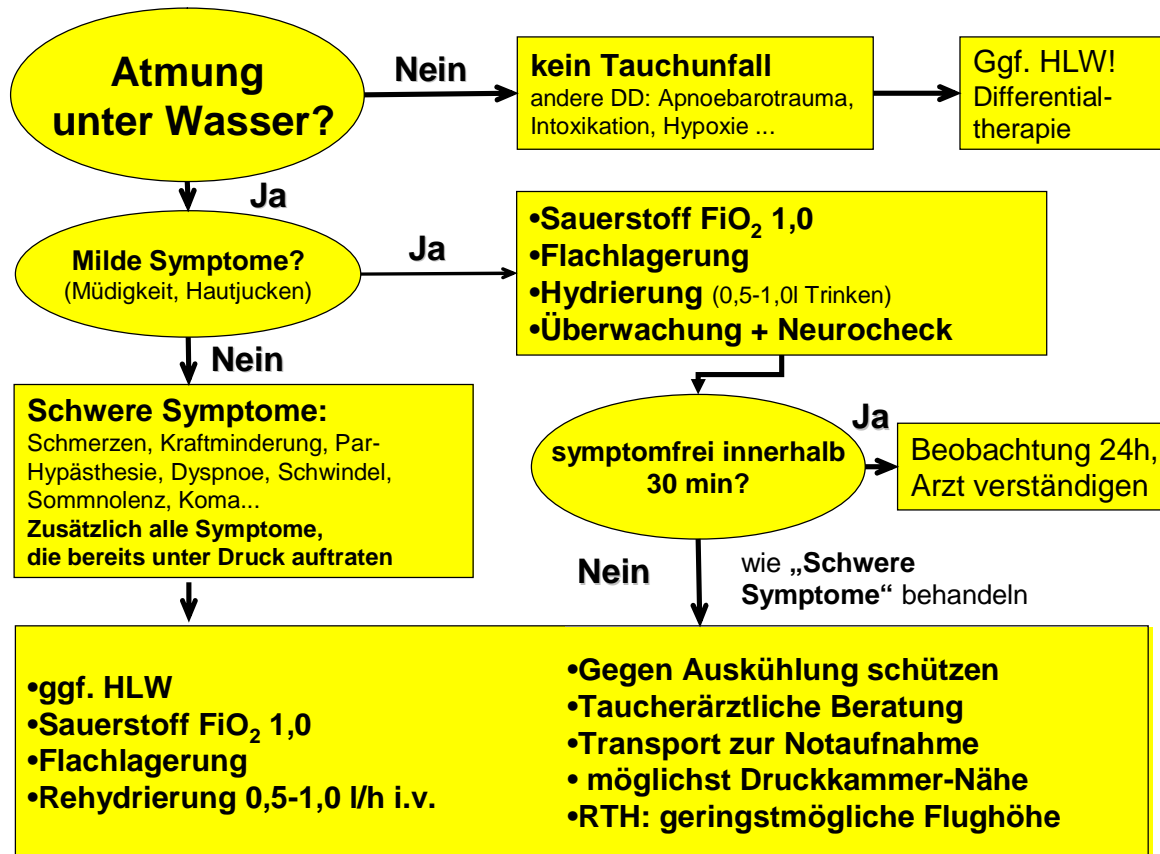 Atmung
unter Wasser?
Nein
kein Tauchunfall
andere DD: Apnoebarotrauma,
Intoxikation, Hypoxie ...
Ggf. HLW!
Differential-
therapie
Ja
Milde Symptome?
(Müdigkeit, Hautjucken)
Ja
•Sauerstoff FiO₂ 1,0
•Flachlagerung
•Hydrierung (0,5-1,0l Trinken)
•Überwachung + Neurocheck
Nein
Schwere Symptome:
Schmerzen, Kraftminderung, Par-
Hypästhesie, Dyspnoe, Schwindel,
Sommnolenz, Koma...
Zusätzlich alle Symptome,
die bereits unter Druck auftraten
symptomfrei innerhalb
30 min?
Ja
Beobachtung 24h,
Arzt verständigen
Nein
wie „Schwere
Symptome“ behandeln
•ggf. HLW
•Sauerstoff FiO₂ 1,0
•Flachlagerung
•Rehydrierung 0,5-1,0 l/h i.v.
•Gegen Auskühlung schützen
•Taucherärztliche Beratung
•Transport zur Notaufnahme
• möglichst Druckkammer-Nähe
•RTH: geringstmögliche Flughöhe